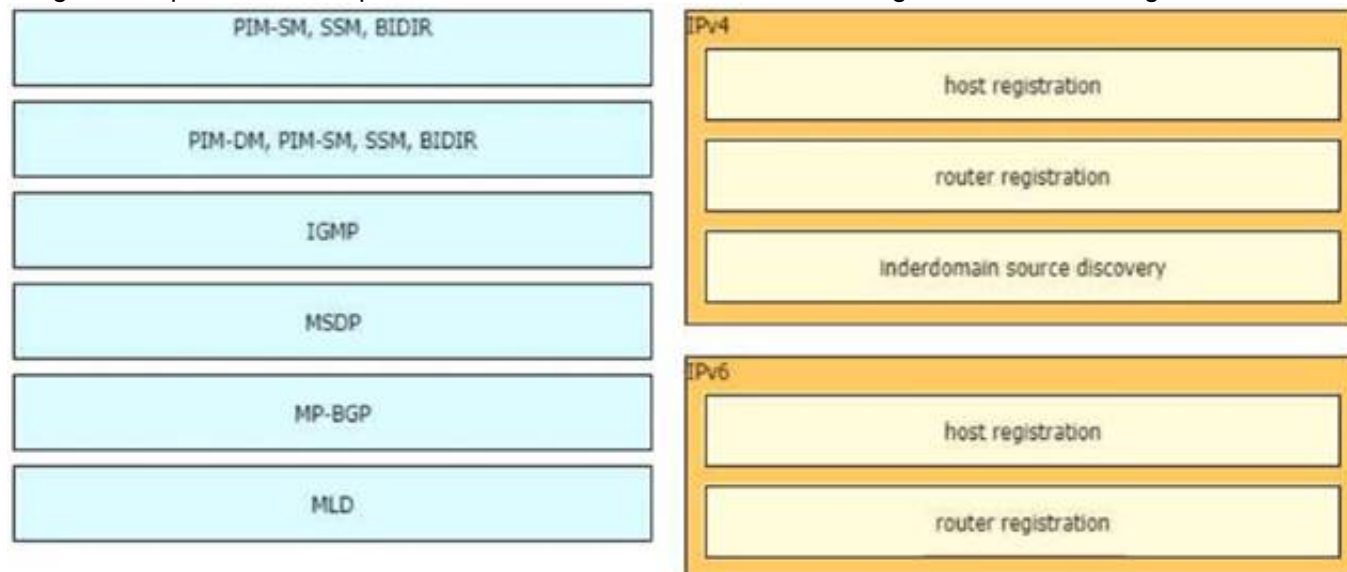 PIM-SM, SSM, BIDIR
PIM-DM, PIM-SM, SSM, BIDIR
IGMP
MSDP
MP-BGP
MLD
IPv4
host registration
router registration
inderdomain source discovery
IPv6
host registration
router registration